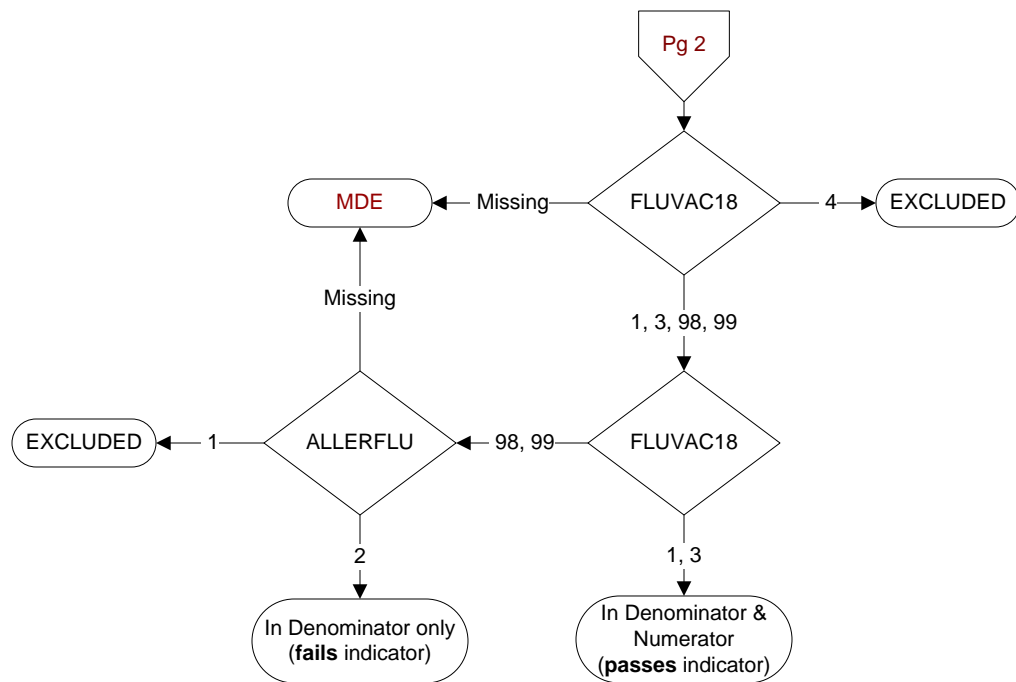 Pg 2
MDE
Missing
FLUVAC18
4
EXCLUDED
Missing
1, 3, 98, 99
EXCLUDED
1
ALLERFLU
98, 99
FLUVAC18
2
1, 3
In Denominator only
(fails indicator)
In Denominator &
Numerator
(passes indicator)